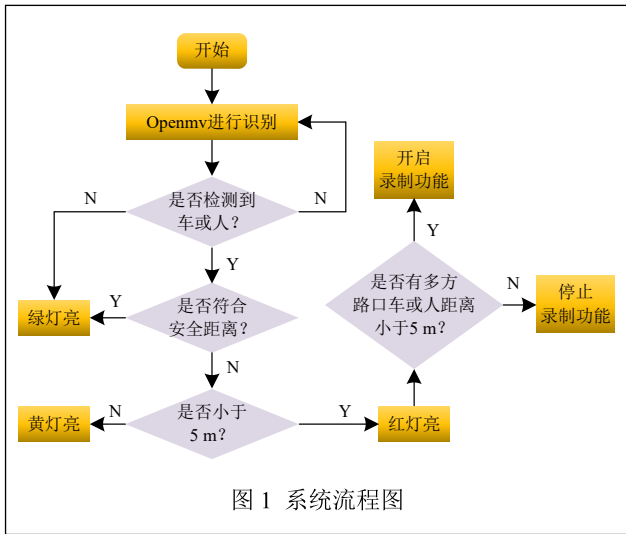 开始
Openmv进行识别
是否检测到
车或人？
N
N
Y
是否符合
安全距离？
Y
绿灯亮
N
是否小于
5 m？
N
黄灯亮
Y
红灯亮
是否有多方
路口车或人距离
小于5 m？
Y
开启
录制功能
N
停止
录制功能
图 1 系统流程图